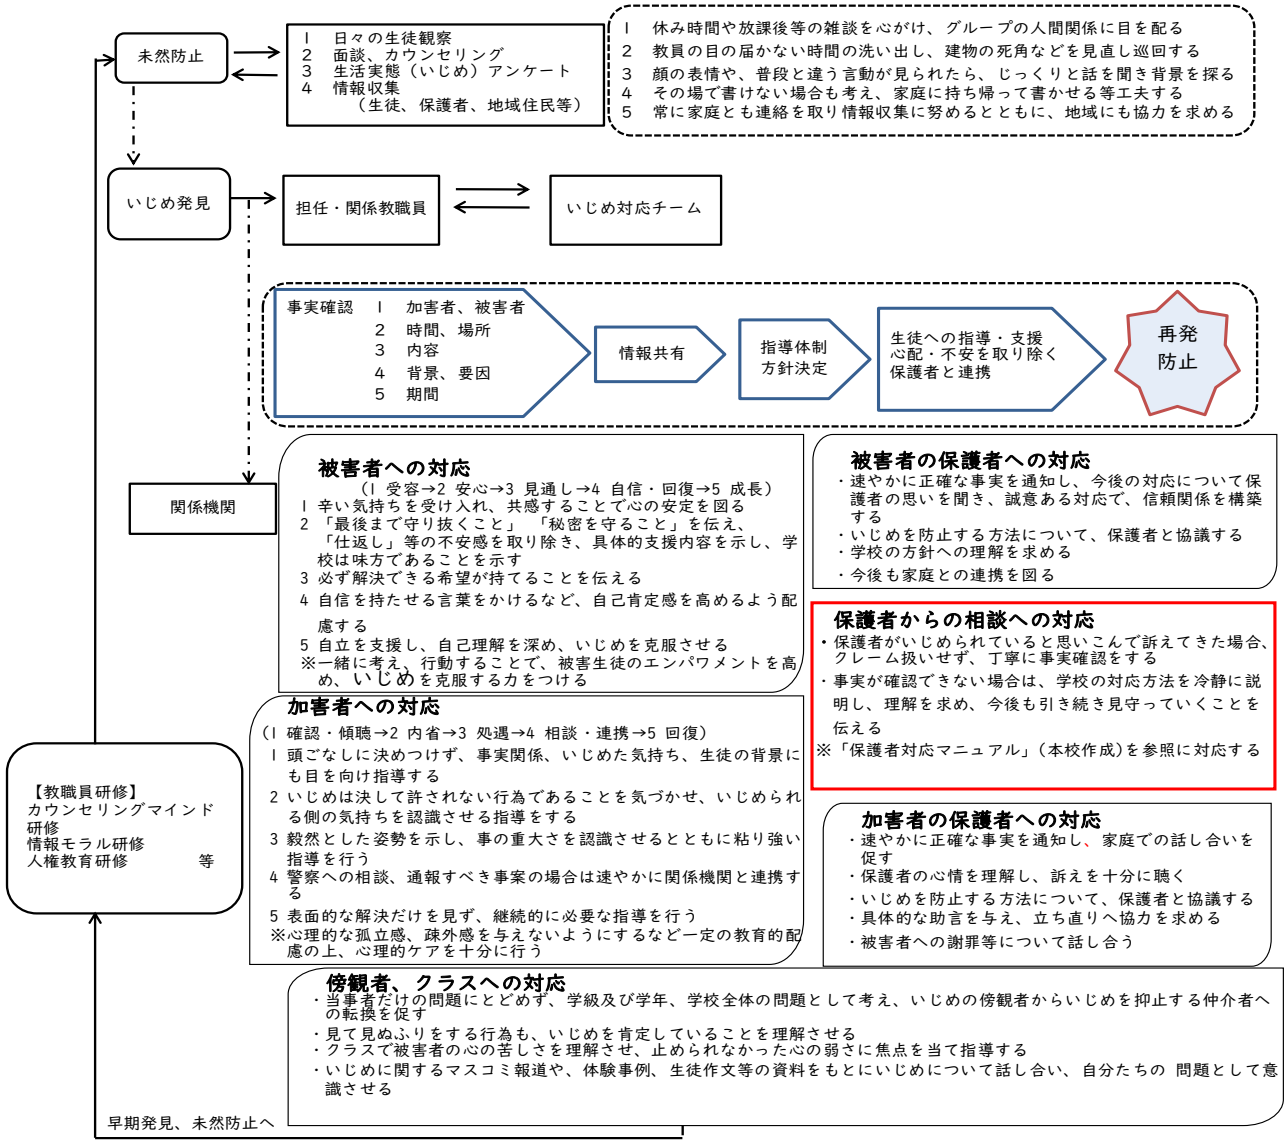 未然防止
1 日々の生徒観察
2 面談、カウンセリング
3 生活実態（いじめ）アンケート
4 情報収集
（生徒、保護者、地域住民等）
1 休み時間や放課後等の雑談を心がけ、グループの人間関係に目を配る
2 教員の目の届かない時間の洗い出し、建物の死角などを見直し巡回する
3 顔の表情や、普段と違う言動が見られたら、じっくりと話を聞き背景を探る
4 その場で書けない場合も考え、家庭に持ち帰って書かせる等工夫する
5 常に家庭とも連絡を取り情報収集に努めるとともに、地域にも協力を求める
いじめ発見
担任・関係教職員
いじめ対応チーム
事実確認 1 加害者、被害者
2 時間、場所
3 内容
4 背景、要因
5 期間
情報共有
指導体制
方針決定
生徒への指導・支援
心配・不安を取り除く
保護者と連携
再発
防止
関係機関
被害者への対応
（1 受容→2 安心→3 見通し→4 自信・回復→5 成長）
1 辛い気持ちを受け入れ、共感することで心の安定を図る
2 「最後まで守り抜くこと」 「秘密を守ること」を伝え、
「仕返し」等の不安感を取り除き、具体的支援内容を示し、学
校は味方であることを示す
3 必ず解決できる希望が持てることを伝える
4 自信を持たせる言葉をかけるなど、自己肯定感を高めるよう配
慮する
5 自立を支援し、自己理解を深め、いじめを克服させる
※一緒に考え、行動することで、被害生徒のエンパワメントを高
め、いじめを克服する力をつける
被害者の保護者への対応
・速やかに正確な事実を通知し、今後の対応について保
護者の思いを聞き、誠意ある対応で、信頼関係を構築
する
・いじめを防止する方法について、保護者と協議する
・学校の方針への理解を求める
・今後も家庭との連携を図る
保護者からの相談への対応
・保護者がいじめられていると思いこんで訴えてきた場合、
クレーム扱いせず、丁寧に事実確認をする
・事実が確認できない場合は、学校の対応方法を冷静に説
明し、理解を求め、今後も引き続き見守っていくことを
伝える
※「保護者対応マニュアル」（本校作成）を参照に対応する
加害者への対応
（1 確認・傾聴→2 内省→3 処遇→4 相談・連携→5 回復）
1 頭ごなしに決めつけず、事実関係、いじめた気持ち、生徒の背景に
も目を向け指導する
2 いじめは決して許されない行為であることを気づかせ、いじめられ
る側の気持ちを認識させる指導をする
3 毅然とした姿勢を示し、事の重大さを認識させるとともに粘り強い
指導を行う
4 警察への相談、通報すべき事案の場合は速やかに関係機関と連携す
る
5 表面的な解決だけを見ず、継続的に必要な指導を行う
※心理的な孤立感、疎外感を与えないようにするなど一定の教育的配
慮の上、心理的ケアを十分に行う
加害者の保護者への対応
・速やかに正確な事実を通知し、家庭での話し合いを
促す
・保護者の心情を理解し、訴えを十分に聴く
・いじめを防止する方法について、保護者と協議する
・具体的な助言を与え、立ち直りへ協力を求める
・被害者への謝罪等について話し合う
【教職員研修】
カウンセリングマインド
研修
情報モラル研修
人権教育研修 等
傍観者、クラスへの対応
・当事者だけの問題にとどめず、学級及び学年、学校全体の問題として考え、いじめの傍観者からいじめを抑止する仲介者へ
の転換を促す
・見て見ぬふりをする行為も、いじめを肯定していることを理解させる
・クラスで被害者の心の苦しさを理解させ、止められなかった心の弱さに焦点を当て指導する
・いじめに関するマスコミ報道や、体験事例、生徒作文等の資料をもとにいじめについて話し合い、自分たちの 問題として意
識させる
早期発見、未然防止へ